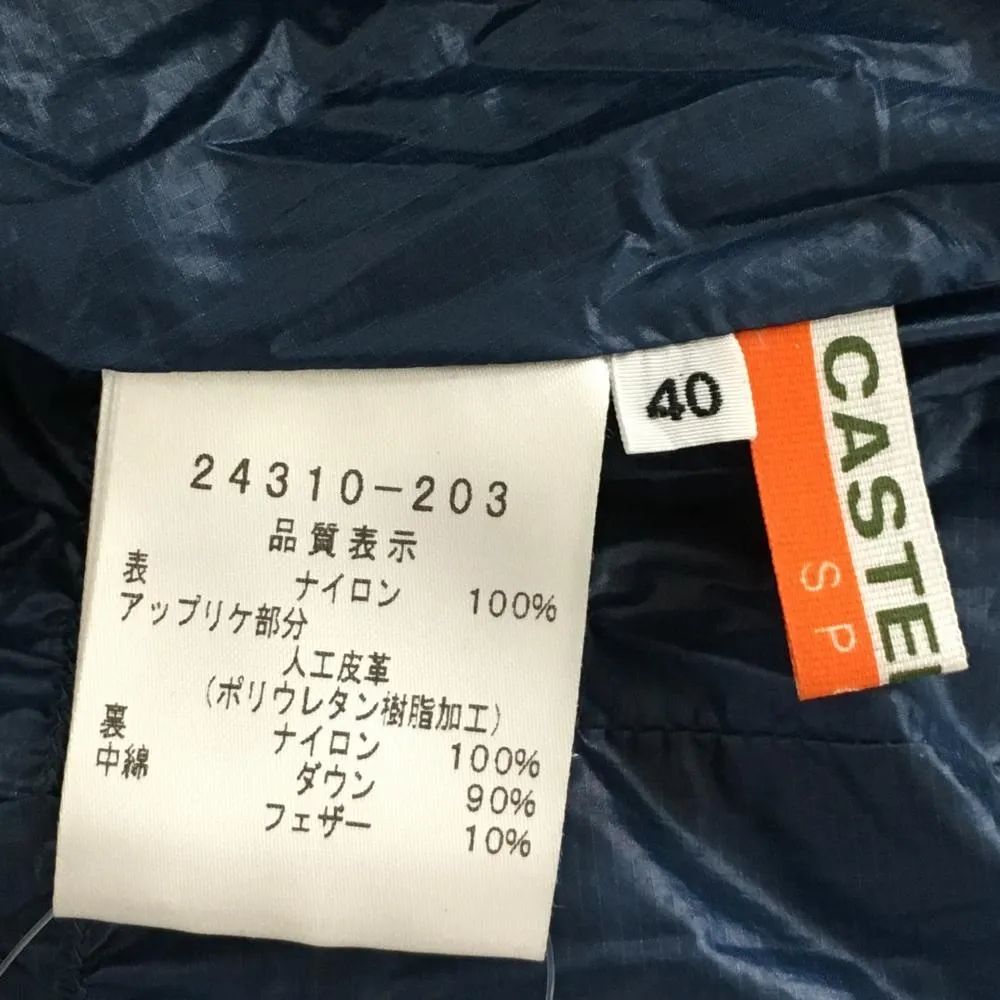 24310-203
品質表示
表 ナイロン 100%
アップリケ部分
人工皮革
(ポリウレタン樹脂加工)
裏 ナイロン 100%
中綿 ダウン 90%
フェザー 10%
40
CASTE
SP